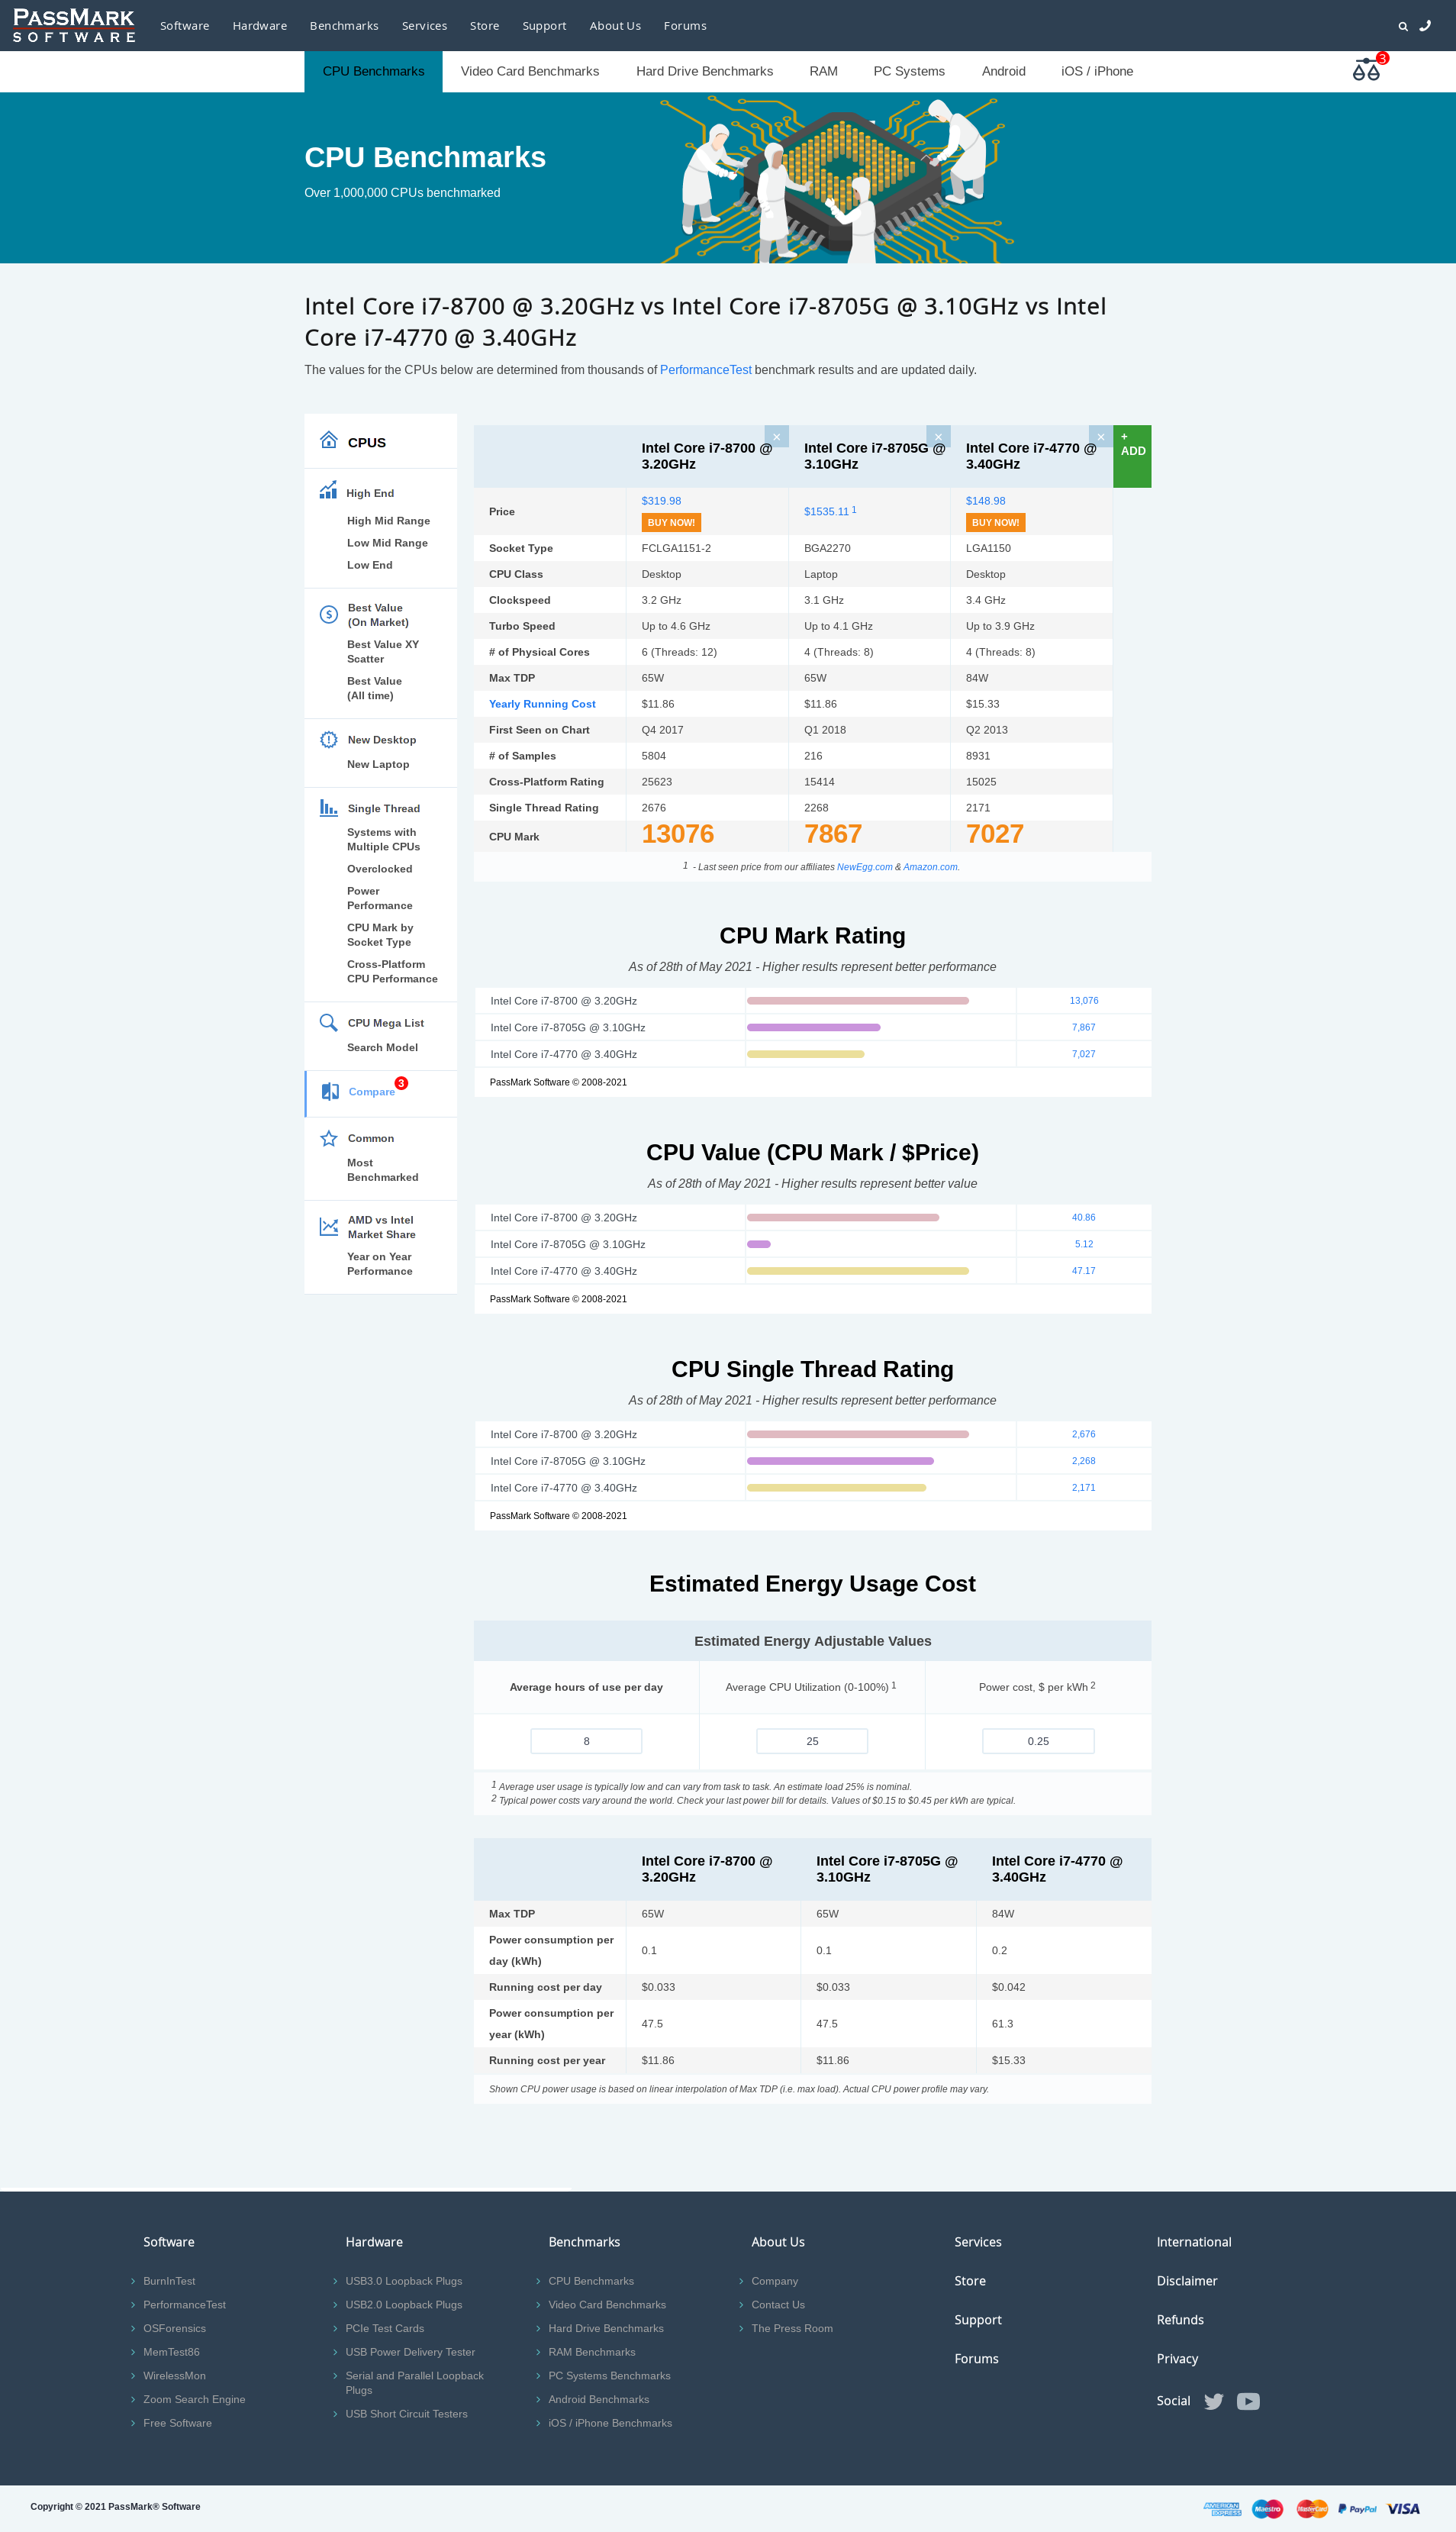 PASSMARK
SOFTWARE
Software Hardware Benchmarks Services Store Support About Us Forums
CPU Benchmarks Video Card Benchmarks Hard Drive Benchmarks RAM PC Systems Android iOS / iPhone 3
CPU Benchmarks
Over 1,000,000 CPUs benchmarked
Intel Core i7-8700 @ 3.20GHz vs Intel Core i7-8705G @ 3.10GHz vs Intel
Core i7-4770 @ 3.40GHz
The values for the CPUs below are determined from thousands of PerformanceTest benchmark results and are updated daily.
CPUS
High End
High Mid Range
Low Mid Range
Low End
Best Value
(On Market)
Best Value XY
Scatter
Best Value
(All time)
New Desktop
New Laptop
Single Thread
Systems with
Multiple CPUs
Overclocked
Power
Performance
CPU Mark by
Socket Type
Cross-Platform
CPU Performance
CPU Mega List
Search Model
Compare 3
Common
Most
Benchmarked
AMD vs Intel
Market Share
Year on Year
Performance
Intel Core i7-8700 @ 3.20GHz × Intel Core i7-8705G @ 3.10GHz × Intel Core i7-4770 @ 3.40GHz × + ADD
Price $319.98 BUY NOW! $1535.11 1 $148.98 BUY NOW!
Socket Type FCLGA1151-2 BGA2270 LGA1150
CPU Class Desktop Laptop Desktop
Clockspeed 3.2 GHz 3.1 GHz 3.4 GHz
Turbo Speed Up to 4.6 GHz Up to 4.1 GHz Up to 3.9 GHz
# of Physical Cores 6 (Threads: 12) 4 (Threads: 8) 4 (Threads: 8)
Max TDP 65W 65W 84W
Yearly Running Cost $11.86 $11.86 $15.33
First Seen on Chart Q4 2017 Q1 2018 Q2 2013
# of Samples 5804 216 8931
Cross-Platform Rating 25623 15414 15025
Single Thread Rating 2676 2268 2171
CPU Mark 13076 7867 7027
1 - Last seen price from our affiliates NewEgg.com & Amazon.com.
CPU Mark Rating
As of 28th of May 2021 - Higher results represent better performance
Intel Core i7-8700 @ 3.20GHz 13,076
Intel Core i7-8705G @ 3.10GHz 7,867
Intel Core i7-4770 @ 3.40GHz 7,027
PassMark Software © 2008-2021
CPU Value (CPU Mark / $Price)
As of 28th of May 2021 - Higher results represent better value
Intel Core i7-8700 @ 3.20GHz 40.86
Intel Core i7-8705G @ 3.10GHz 5.12
Intel Core i7-4770 @ 3.40GHz 47.17
PassMark Software © 2008-2021
CPU Single Thread Rating
As of 28th of May 2021 - Higher results represent better performance
Intel Core i7-8700 @ 3.20GHz 2,676
Intel Core i7-8705G @ 3.10GHz 2,268
Intel Core i7-4770 @ 3.40GHz 2,171
PassMark Software © 2008-2021
Estimated Energy Usage Cost
Estimated Energy Adjustable Values
Average hours of use per day Average CPU Utilization (0-100%) 1 Power cost, $ per kWh 2
8 25 0.25
1 Average user usage is typically low and can vary from task to task. An estimate load 25% is nominal.
2 Typical power costs vary around the world. Check your last power bill for details. Values of $0.15 to $0.45 per kWh are typical.
Intel Core i7-8700 @ 3.20GHz Intel Core i7-8705G @ 3.10GHz Intel Core i7-4770 @ 3.40GHz
Max TDP 65W 65W 84W
Power consumption per day (kWh) 0.1 0.1 0.2
Running cost per day $0.033 $0.033 $0.042
Power consumption per year (kWh) 47.5 47.5 61.3
Running cost per year $11.86 $11.86 $15.33
Shown CPU power usage is based on linear interpolation of Max TDP (i.e. max load). Actual CPU power profile may vary.
Software
BurnInTest
PerformanceTest
OSForensics
MemTest86
WirelessMon
Zoom Search Engine
Free Software
Hardware
USB3.0 Loopback Plugs
USB2.0 Loopback Plugs
PCIe Test Cards
USB Power Delivery Tester
Serial and Parallel Loopback
Plugs
USB Short Circuit Testers
Benchmarks
CPU Benchmarks
Video Card Benchmarks
Hard Drive Benchmarks
RAM Benchmarks
PC Systems Benchmarks
Android Benchmarks
iOS / iPhone Benchmarks
About Us
Company
Contact Us
The Press Room
Services
Store
Support
Forums
International
Disclaimer
Refunds
Privacy
Social
Copyright © 2021 PassMark® Software
AMERICAN EXPRESS Maestro MasterCard PayPal VISA